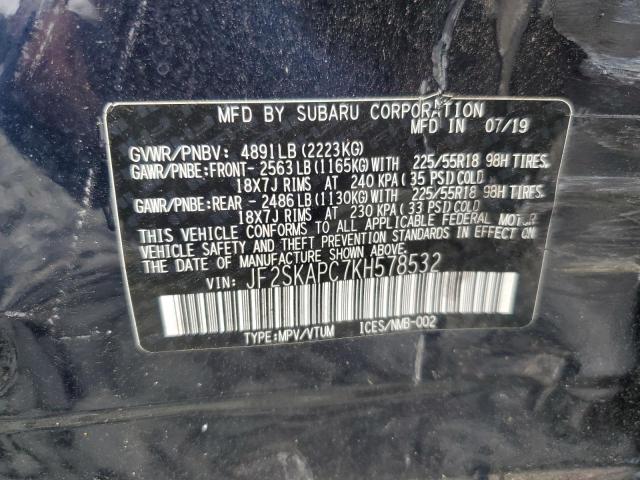 MFD BY SUBARU CORPORATION
MFD IN 07/19
GVWR/PNBV: 4891LB (2223KG)
GAWR/PNBE:FRONT- 2563LB (1165KG)WITH 225/55R18 98H TIRES,
18X7J RIMS AT 240 KPA (35 PSI)COLD
GAWR/PNBE:REAR - 2486LB (1130KG)WITH 225/55R18 98H TIRES,
18X7J RIMS AT 230 KPA (33 PSI)COLD
THIS VEHICLE CONFORMS TO ALL APPLICABLE FEDERAL MOTOR
VEHICLE SAFETY AND THEFT PREVENTION STANDARDS IN EFFECT
ON THE DATE OF MANUFACTURE SHOWN ABOVE.
VIN: JF2SKAPC7KH578532
TYPE:MPV/VTUM ICES/NMB-002